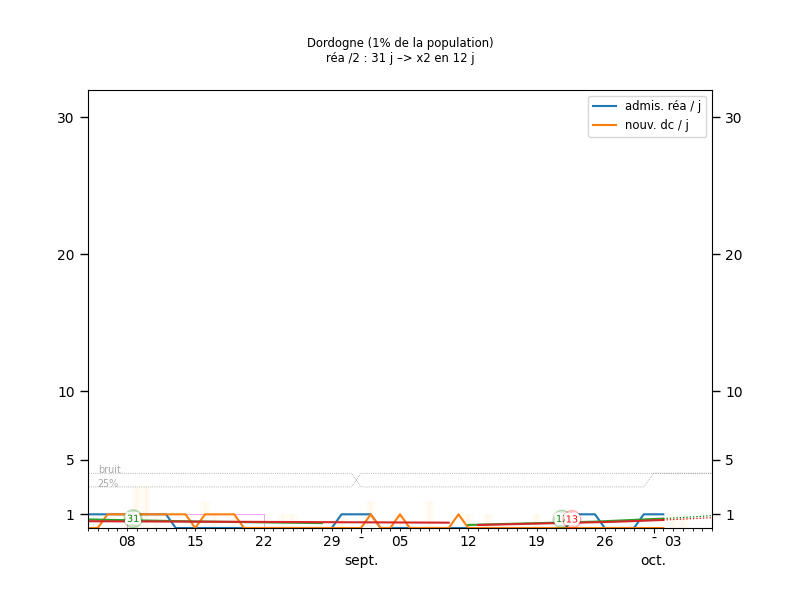 Dordogne (1% de la population)
réa /2 : 31 j –> x2 en 12 j
admis. réa / j
nouv. dc / j
30 30
20 20
10 10
5 5
bruit
25%
1 31 13 1
08 15 22 29 - 05 12 19 26 - 03
sept. oct.